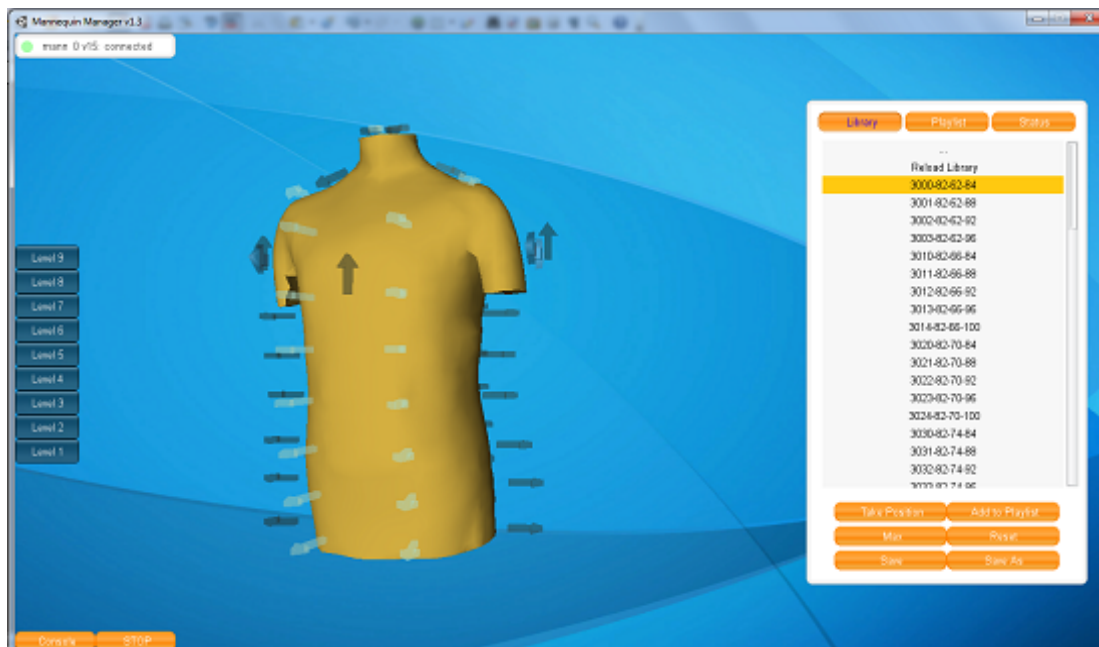 Mannequin Manager v1.3
mann 0 v15: connected
Library Playlist Status
...
Reload Library
3000-82-62-84
3001-82-62-88
3002-82-62-92
3003-82-62-96
3010-82-66-84
3011-82-66-88
3012-82-66-92
3013-82-66-96
3014-82-66-100
3020-82-70-84
3021-82-70-88
3022-82-70-92
3023-82-70-96
3024-82-70-100
3030-82-74-84
3031-82-74-88
3032-82-74-92
3033-82-74-96
Level 9
Level 8
Level 7
Level 6
Level 5
Level 4
Level 3
Level 2
Level 1
Take Position Add to Playlist
Max Reset
Save Save As
Console STOP